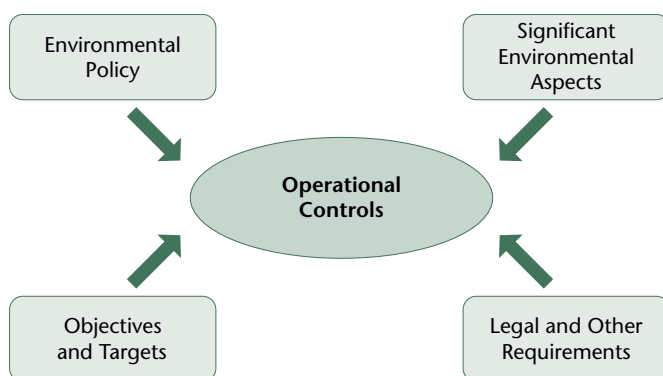 Environmental
Policy
Significant
Environmental
Aspects
Operational
Controls
Objectives
and Targets
Legal and Other
Requirements